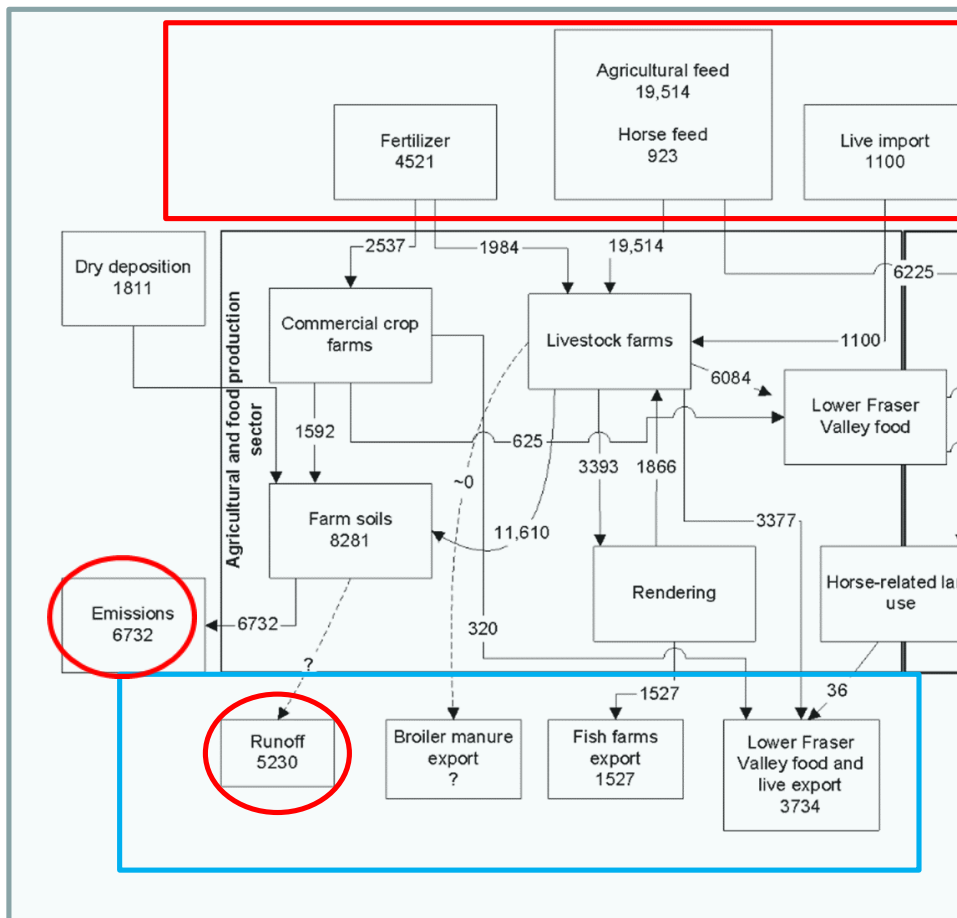 Agricultural feed
19,514
Horse feed
923
Fertilizer
4521
Live import
1100
2537
1984
19,514
6225
Dry deposition
1811
Commercial crop
farms
Livestock farms
1100
6084
Lower Fraser
Valley food
Agricultural and food production
sector
1592
625
3393
1866
~0
Farm soils
8281
11,610
3377
Emissions
6732
6732
Rendering
Horse-related
use
320
?
1527
36
Runoff
5230
Broiler manure
export
?
Fish farms
export
1527
Lower Fraser
Valley food and
live export
3734